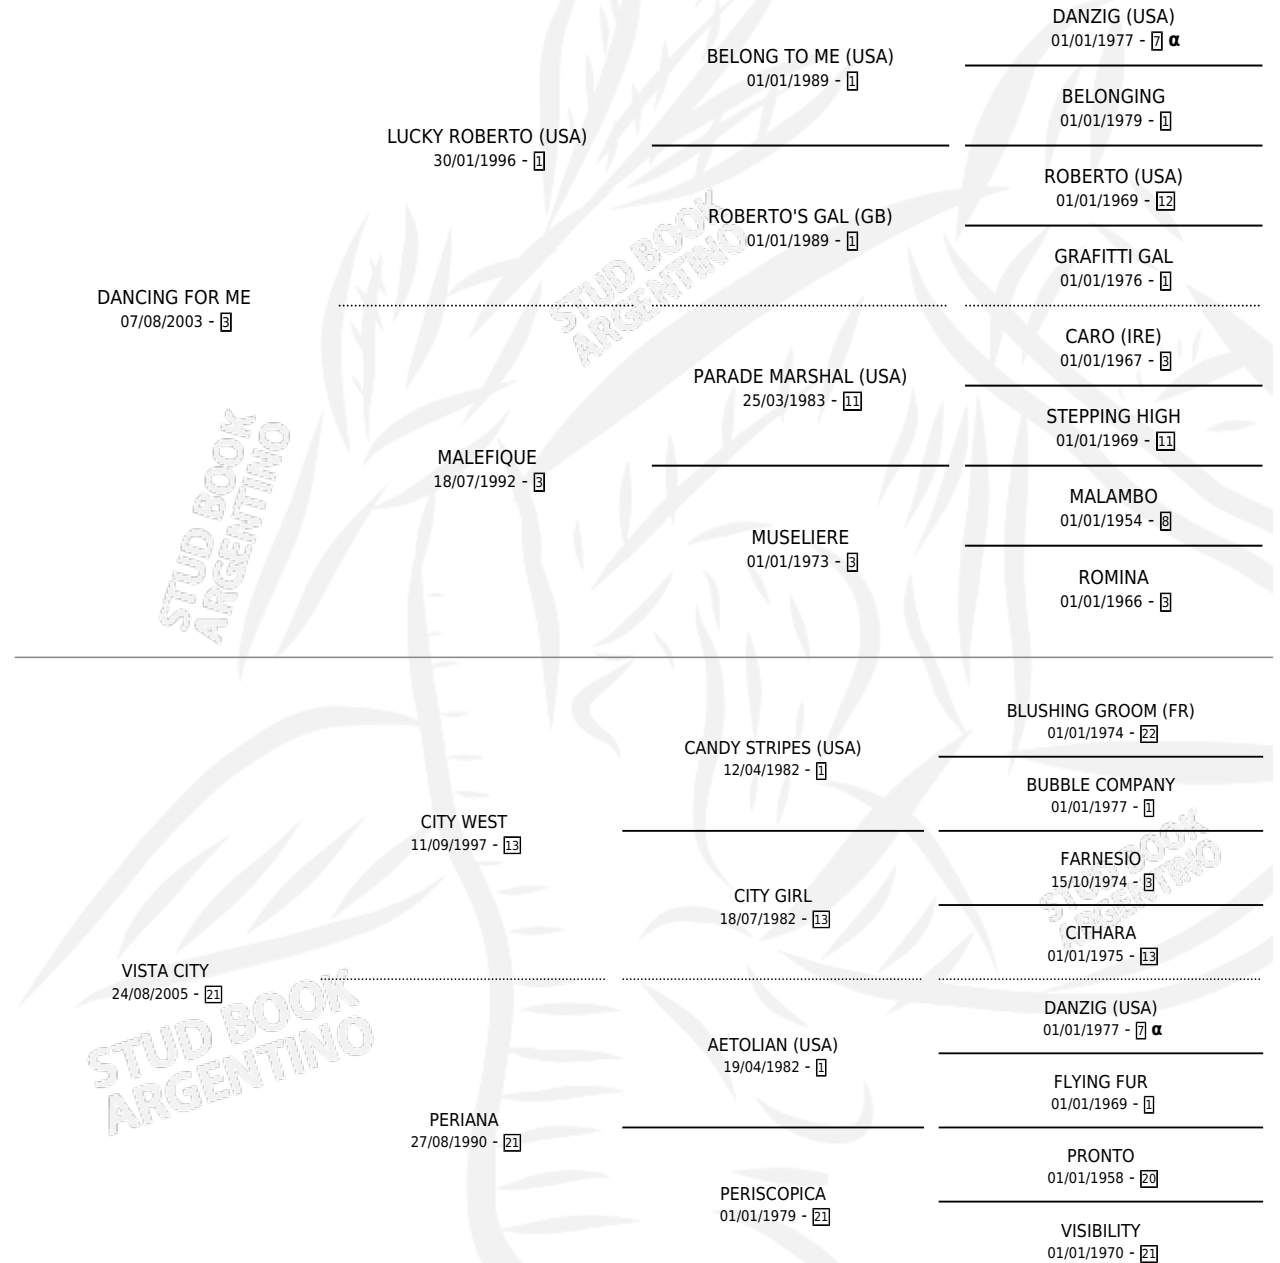 DANCING FOR ME
07/08/2003 - 3
LUCKY ROBERTO (USA)
30/01/1996 - 1
MALEFIQUE
18/07/1992 - 3
BELONG TO ME (USA)
01/01/1989 - 1
ROBERTO'S GAL (GB)
01/01/1989 - 1
PARADE MARSHAL (USA)
25/03/1983 - 11
MUSELIERE
01/01/1973 - 3
DANZIG (USA)
01/01/1977 - 7 α
BELONGING
01/01/1979 - 1
ROBERTO (USA)
01/01/1969 - 12
GRAFITTI GAL
01/01/1976 - 1
CARO (IRE)
01/01/1967 - 3
STEPPING HIGH
01/01/1969 - 11
MALAMBO
01/01/1954 - 8
ROMINA
01/01/1966 - 3
STUD BOOK
ARGENTINO
STUD BOOK
ARGENTINO
VISTA CITY
24/08/2005 - 21
CITY WEST
11/09/1997 - 13
PERIANA
27/08/1990 - 21
CANDY STRIPES (USA)
12/04/1982 - 1
CITY GIRL
18/07/1982 - 13
AETOLIAN (USA)
19/04/1982 - 1
PERISCOPICA
01/01/1979 - 21
BLUSHING GROOM (FR)
01/01/1974 - 22
BUBBLE COMPANY
01/01/1977 - 1
FARNESIO
15/10/1974 - 3
CITHARA
01/01/1975 - 13
DANZIG (USA)
01/01/1977 - 7 α
FLYING FUR
01/01/1969 - 1
PRONTO
01/01/1958 - 20
VISIBILITY
01/01/1970 - 21
STUD BOOK
ARGENTINO
STUD BOOK
ARGENTINO